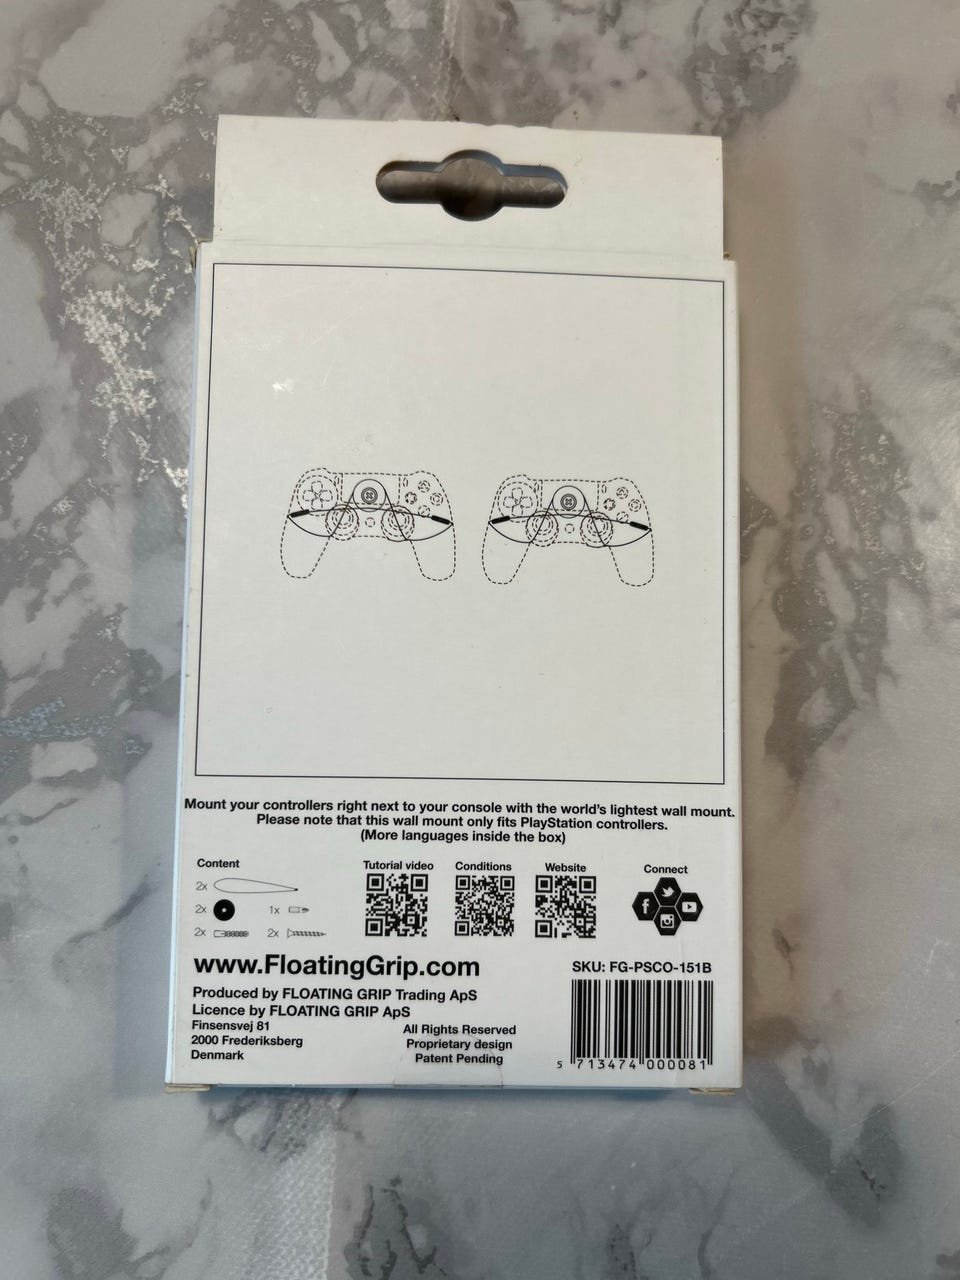 Mount your controllers right next to your console with the world's lightest wall mount.
Please note that this wall mount only fits PlayStation controllers.
(More languages inside the box)
Content
2x
2x 1x
2x 2x
Tutorial video
Conditions
Website
Connect
www.FloatingGrip.com
Produced by FLOATING GRIP Trading ApS
Licence by FLOATING GRIP ApS
Finsensvej 81
2000 Frederiksberg
Denmark
All Rights Reserved
Proprietary design
Patent Pending
SKU: FG-PSCO-151B
5 713474 000081